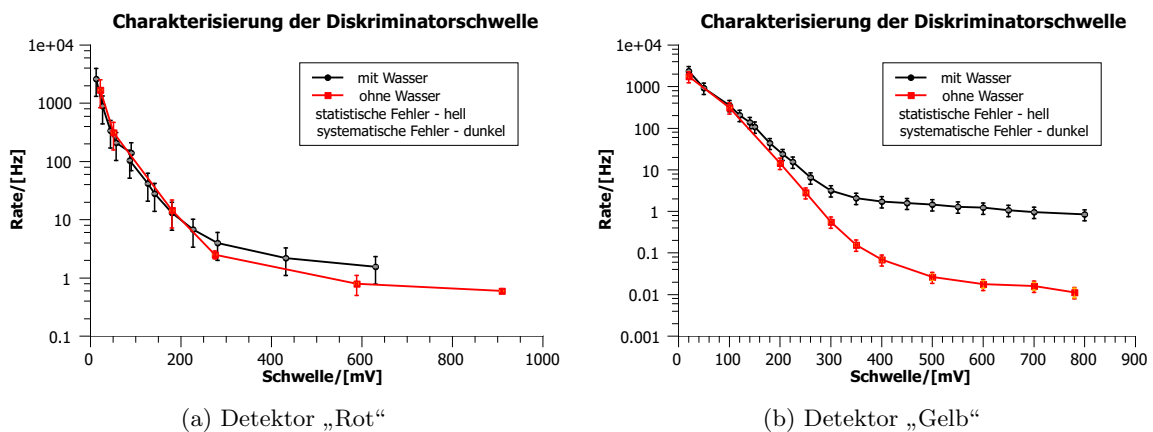 Charakterisierung der Diskriminatorschwelle
1e+04
1000
100
10
1
0.1
Rate/[Hz]
mit Wasser
ohne Wasser
statistische Fehler - hell
systematische Fehler - dunkel
0 200 400 600 800 1000
Schwelle/[mV]
(a) Detektor „Rot“
Charakterisierung der Diskriminatorschwelle
1e+04
1000
100
10
1
0.1
0.01
0.001
Rate/[Hz]
mit Wasser
ohne Wasser
statistische Fehler - hell
systematische Fehler - dunkel
0 100 200 300 400 500 600 700 800 900
Schwelle/[mV]
(b) Detektor „Gelb“